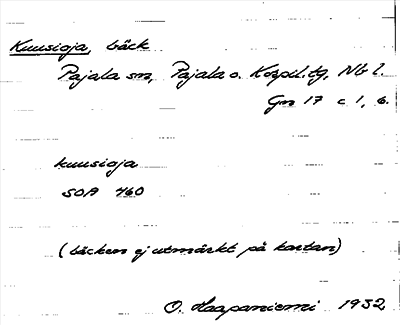 Kuusioja, bäck
Pajala sn, Pajala o. Korpil. tg, Nb l.
Gm 17 c 1, 6.
kuusioja
SOA 460
(bäcken ej utmärkt på kartan)
O. Haapaniemi 1932